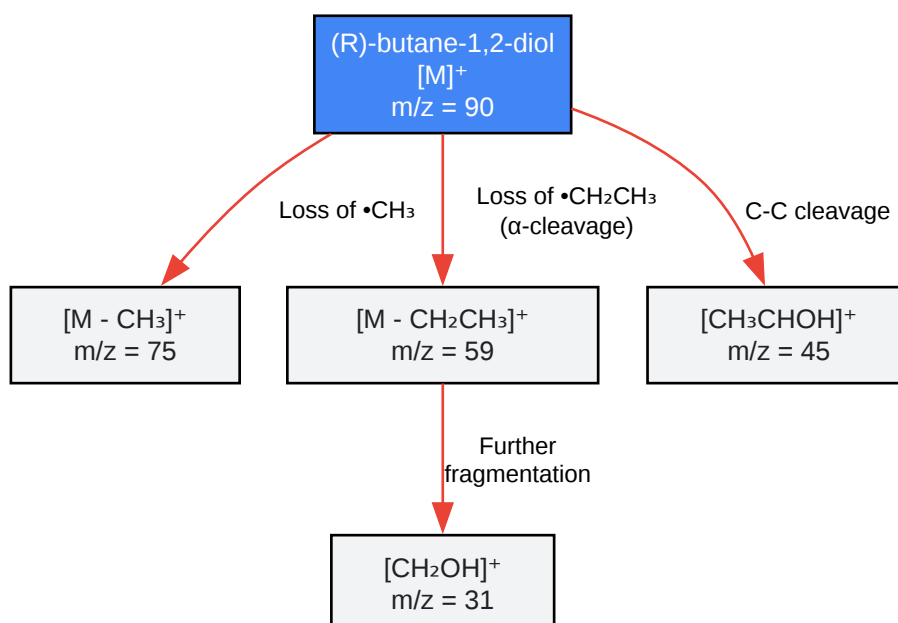 (R)-butane-1,2-diol
[M]⁺
m/z = 90
Loss of •CH₃
Loss of •CH₂CH₃
(α-cleavage)
C-C cleavage
[M - CH₃]⁺
m/z = 75
[M - CH₂CH₃]⁺
m/z = 59
[CH₃CHOH]⁺
m/z = 45
Further
fragmentation
[CH₂OH]⁺
m/z = 31